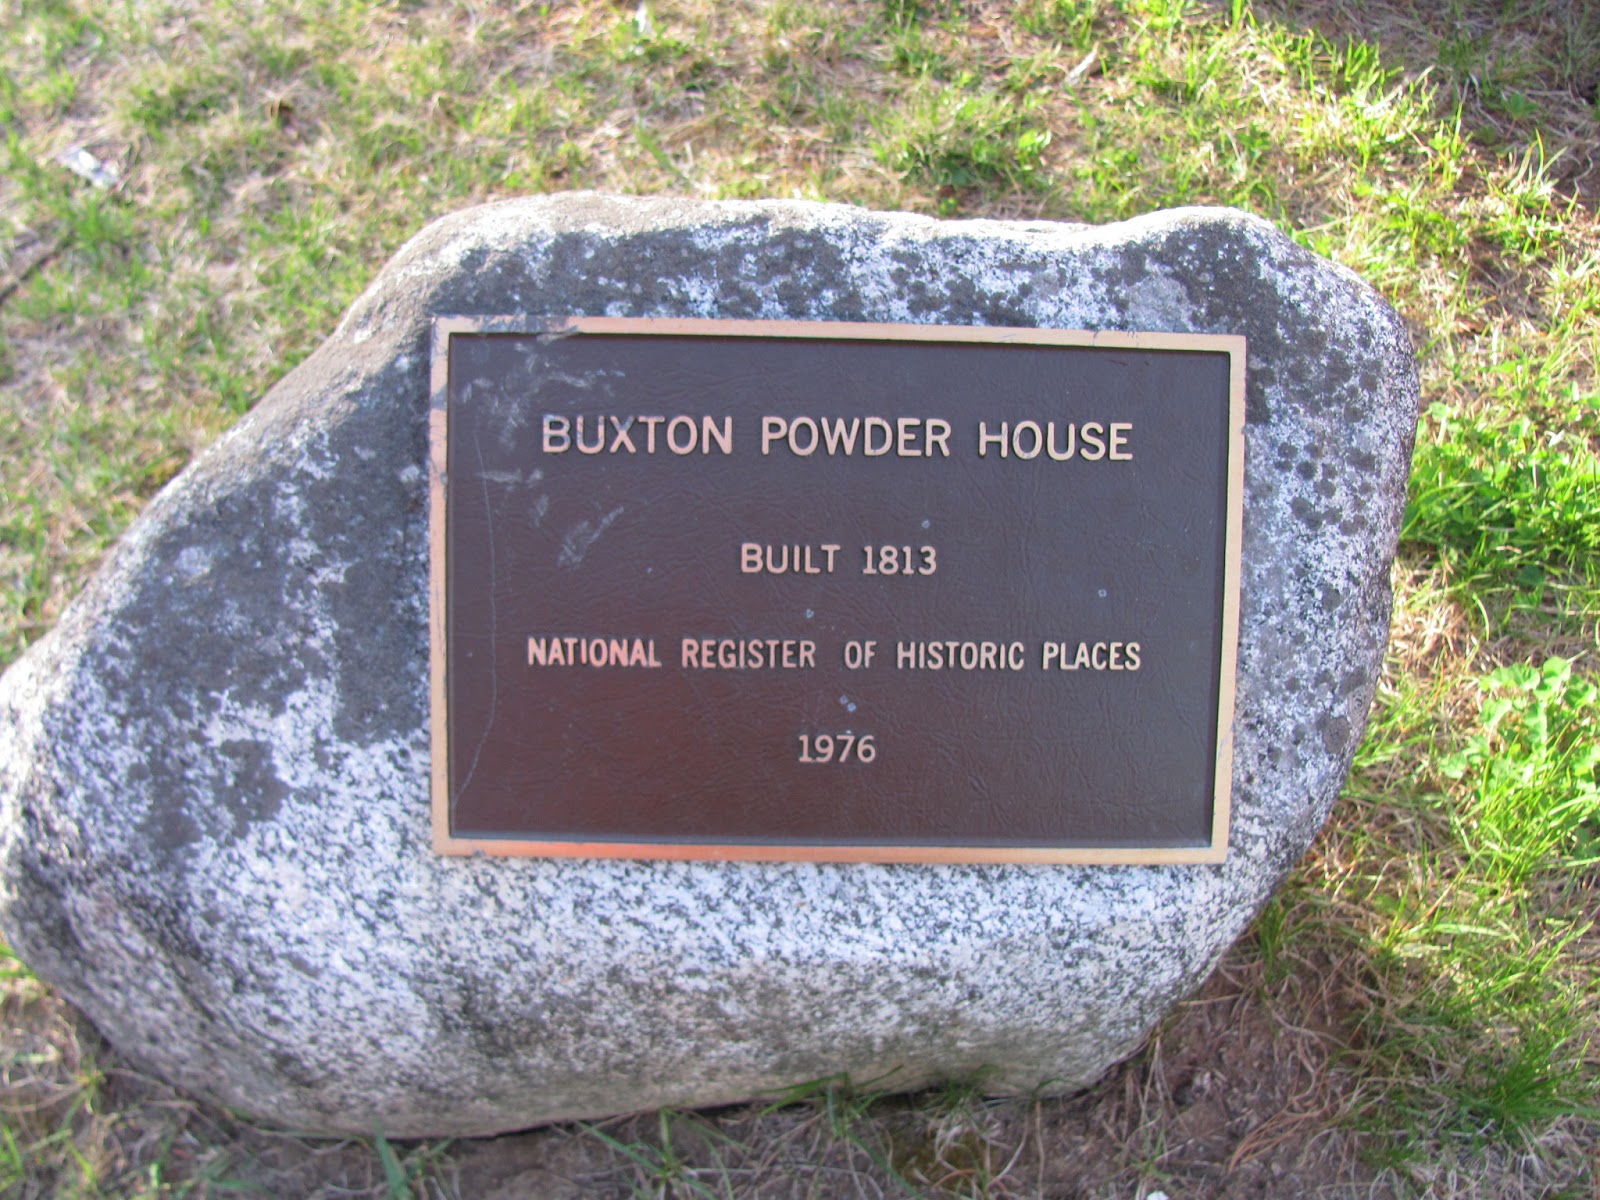 BUXTON POWDER HOUSE
BUILT 1813
NATIONAL REGISTER OF HISTORIC PLACES
1976